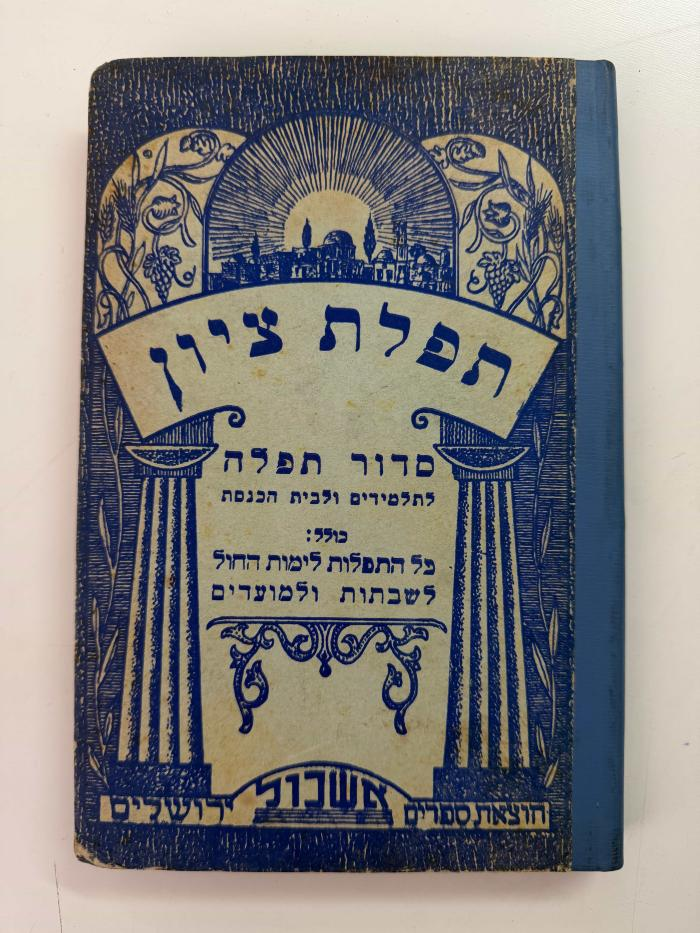 תפלת ציון
סדור תפלה
לתלמידים ולבית הכנסת
כולל:
כל התפלות לימות החול
לשבתות ולמועדים
הוצאת ספרים אשכול ירושלים